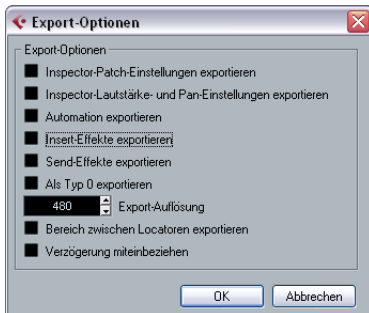 Export-Optionen
Export-Optionen
Inspector-Patch-Einstellungen exportieren
Inspector-Lautstärke- und Pan-Einstellungen exportieren
Automation exportieren
Insert-Effekte exportieren
Send-Effekte exportieren
Als Typ 0 exportieren
480 Export-Auflösung
Bereich zwischen Locatoren exportieren
Verzögerung miteinbeziehen
OK Abbrechen